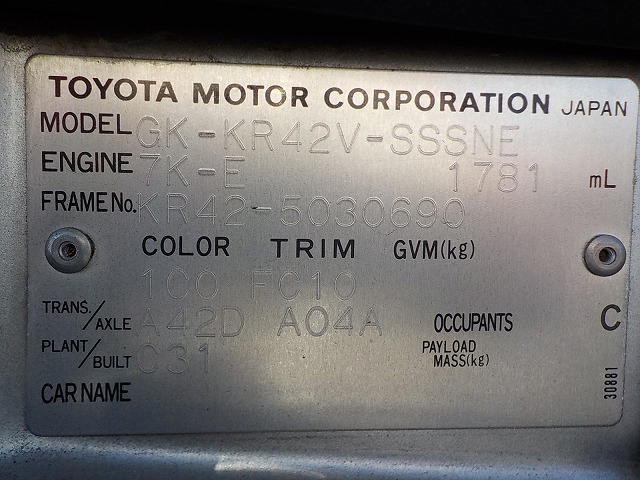 TOYOTA MOTOR CORPORATION JAPAN
MODEL GK-KR42V-SSSNE
ENGINE 7K-E 1781 mL
FRAME No. KR42-5030690
COLOR TRIM GVM(kg)
1C0 FC10
TRANS./AXLE A42D A04A OCCUPANTS C
PLANT/BUILT C31 PAYLOAD MASS(kg)
CAR NAME
30881